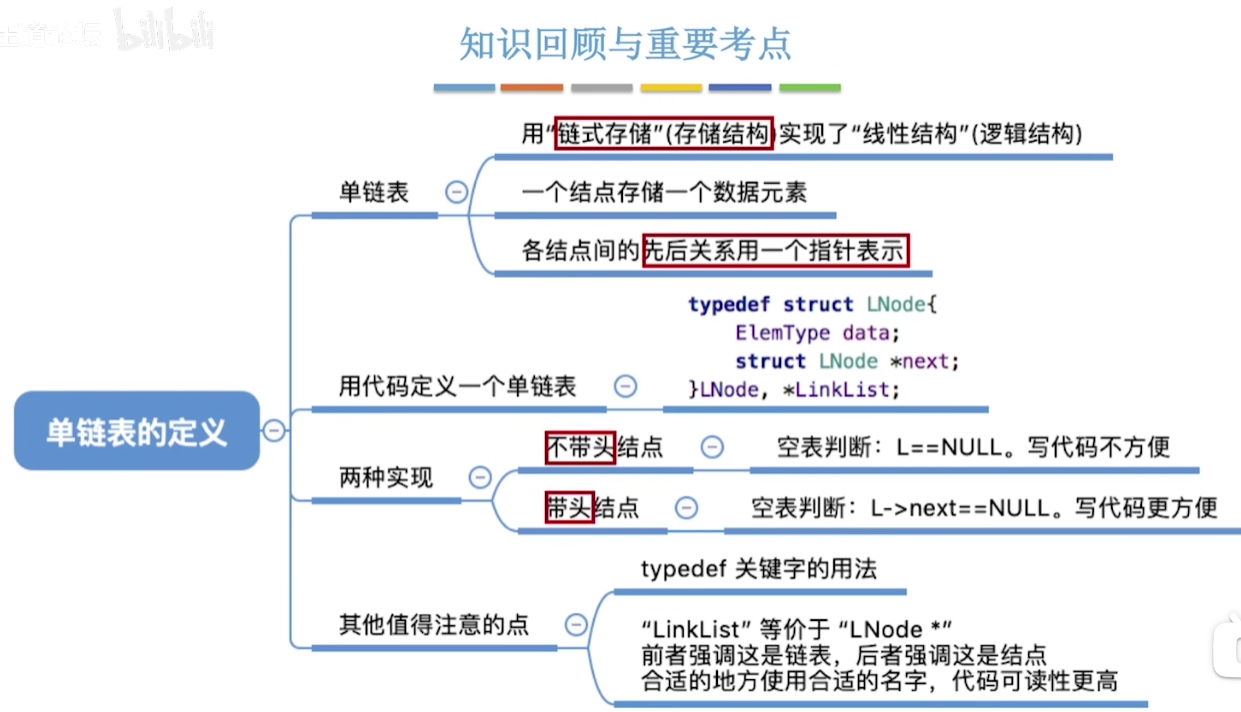 bilibili
知识回顾与重要考点
用“链式存储”(存储结构)实现了“线性结构”(逻辑结构)
单链表
一个结点存储一个数据元素
各结点间的先后关系用一个指针表示
typedef struct LNode{
ElemType data;
struct LNode *next;
}LNode, *LinkList;
用代码定义一个单链表
单链表的定义
不带头结点
空表判断：L==NULL。写代码不方便
两种实现
带头结点
空表判断：L->next==NULL。写代码更方便
typedef 关键字的用法
其他值得注意的点
“LinkList” 等价于 “LNode *”
前者强调这是链表，后者强调这是结点
合适的地方使用合适的名字，代码可读性更高